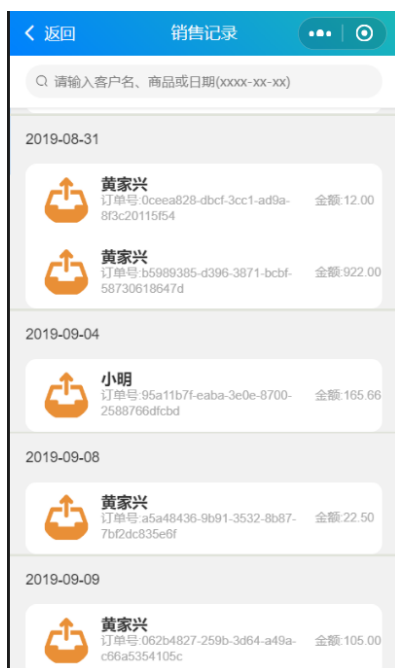 返回
销售记录
请输入客户名、商品或日期(xxxx-xx-xx)
2019-08-31
黄家兴
订单号:0ceea828-dbcf-3cc1-ad9a-
8f3c20115f54
金额:12.00
黄家兴
订单号:b5989385-d396-3871-bcbf-
58730618647d
金额:922.00
2019-09-04
小明
订单号:95a11b7f-eaba-3e0e-8700-
2588766dfcbd
金额:165.66
2019-09-08
黄家兴
订单号:a5a48436-9b91-3532-8b87-
7bf2dc835e6f
金额:22.50
2019-09-09
黄家兴
订单号:062b4827-259b-3d64-a49a-
c66a5354105c
金额:105.00